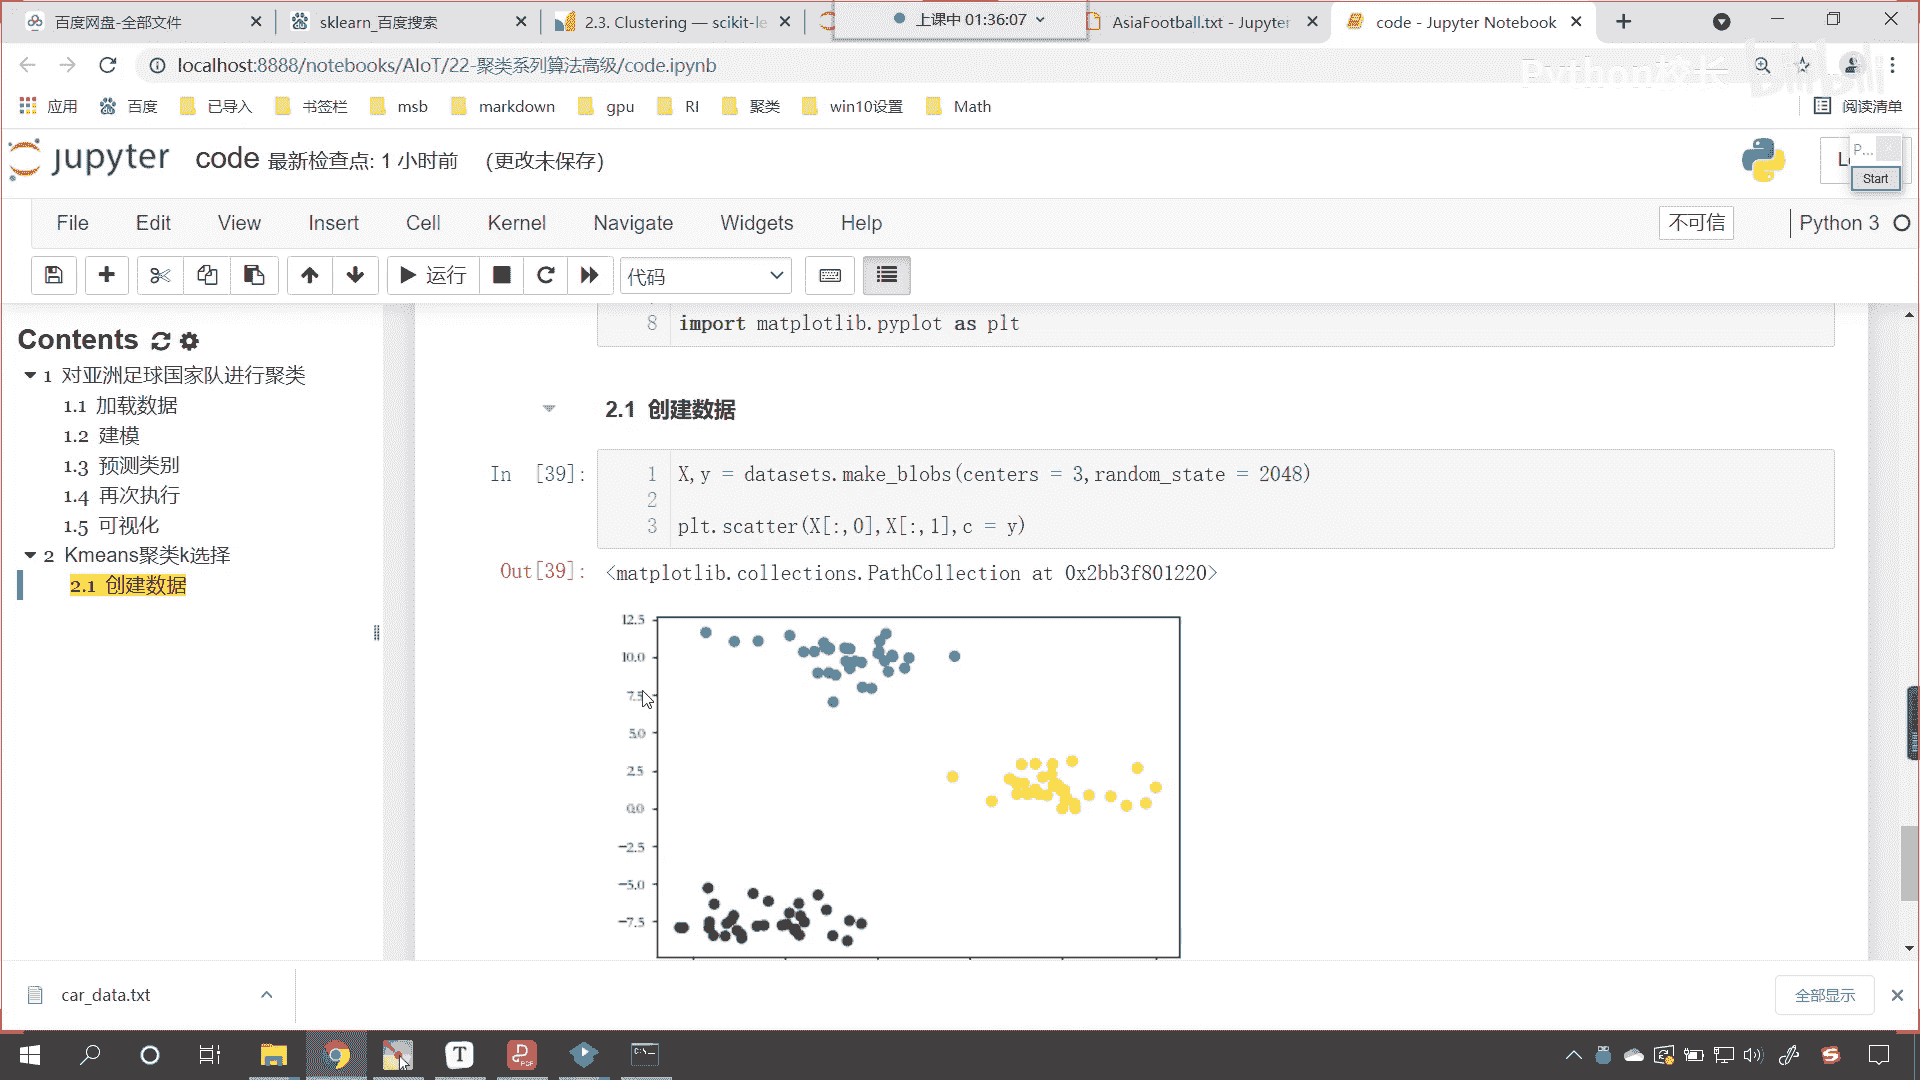 百度网盘-全部文件
sklearn_百度搜索
2.3. Clustering — scikit-le
上课中 01:36:07
AsiaFootball.txt - Jupyter
code - Jupyter Notebook
localhost:8888/notebooks/AIoT/22-聚类系列算法高级/code.ipynb
Python校长
bilibili
应用
百度
已导入
书签栏
msb
markdown
gpu
RI
聚类
win10设置
Math
阅读清单
jupyter
code 最新检查点: 1 小时前 (更改未保存)
P...
Start
File
Edit
View
Insert
Cell
Kernel
Navigate
Widgets
Help
不可信
Python 3
运行
代码
Contents
1 对亚洲足球国家队进行聚类
1.1 加载数据
1.2 建模
1.3 预测类别
1.4 再次执行
1.5 可视化
2 Kmeans聚类k选择
2.1 创建数据
8 import matplotlib.pyplot as plt
2.1 创建数据
In [39]:
1 X,y = datasets.make_blobs(centers = 3,random_state = 2048)
2
3 plt.scatter(X[:,0],X[:,1],c = y)
Out[39]: <matplotlib.collections.PathCollection at 0x2bb3f801220>
12.5
10.0
7.5
5.0
2.5
0.0
−2.5
−5.0
−7.5
car_data.txt
全部显示